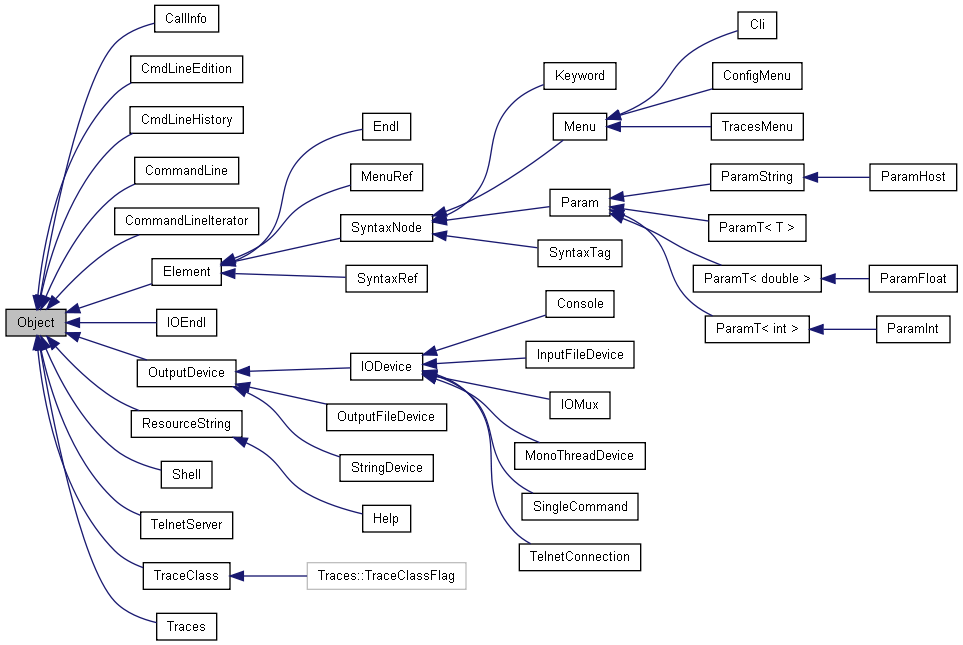 CallInfo
CmdLineEdition
CmdLineHistory
CommandLine
CommandLineIterator
Element
Endl
MenuRef
SyntaxNode
Keyword
Menu
Cli
ConfigMenu
TracesMenu
Param
ParamString
ParamHost
ParamT< T >
ParamT< double >
ParamFloat
ParamT< int >
ParamInt
SyntaxTag
SyntaxRef
Object
IOEndl
OutputDevice
IODevice
Console
InputFileDevice
IOMux
MonoThreadDevice
SingleCommand
TelnetConnection
OutputFileDevice
StringDevice
ResourceString
Help
Shell
TelnetServer
TraceClass
Traces::TraceClassFlag
Traces